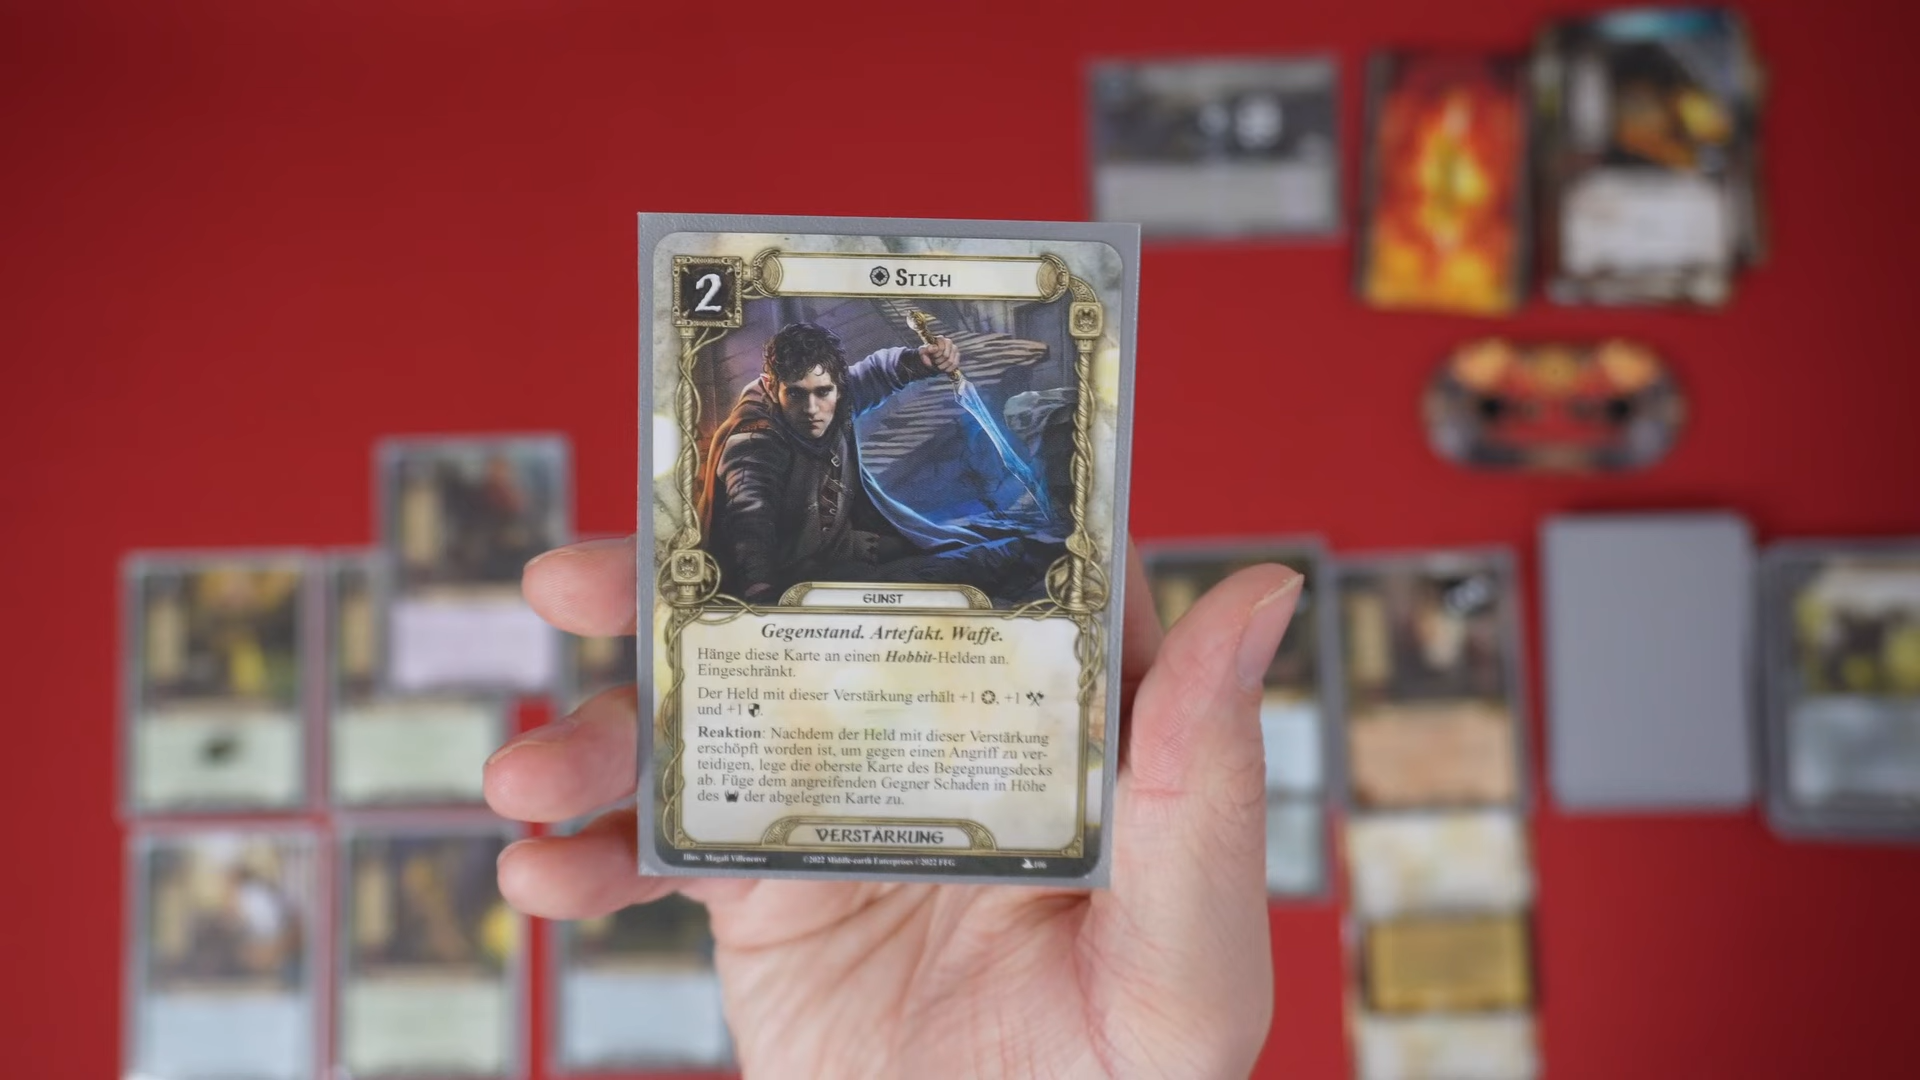 2
Stich
GUNST
Gegenstand. Artefakt. Waffe.
Hänge diese Karte an einen Hobbit-Helden an.
Eingeschränkt.
Der Held mit dieser Verstärkung erhält +1 , +1
und +1 .
Reaktion: Nachdem der Held mit dieser Verstärkung
erschöpft worden ist, um gegen einen Angriff zu ver-
teidigen, lege die oberste Karte des Begegnungsdecks
ab. Füge dem angreifenden Gegner Schaden in Höhe
des der abgelegten Karte zu.
VERSTÄRKUNG
Illus. Magali Villeneuve ©2022 Middle-earth Enterprises ©2022 FFG 196